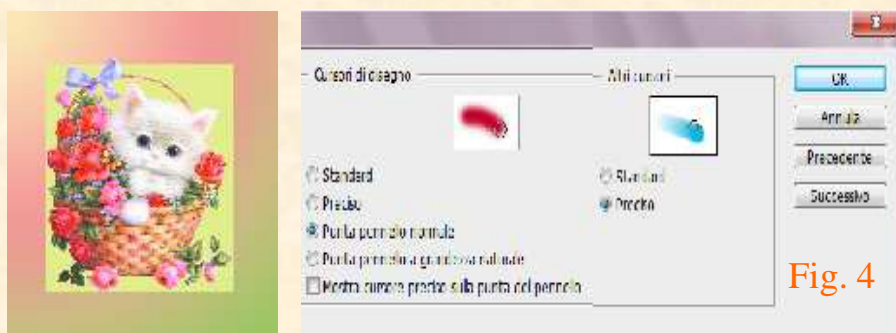 Cursori di disegno
Standard
Preciso
Punta pennello normale
Punta pennello a grandezza naturale
Mostra cursore preciso sulla punta del pennello
Altri cursori
Standard
Preciso
OK
Annulla
Precedente
Successivo
Fig. 4